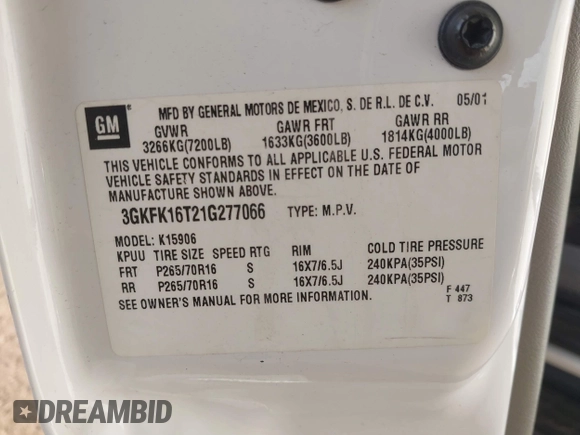 GM
MFD BY GENERAL MOTORS DE MEXICO, S. DE R.L. DE C.V. 05/01
GVWR GAWR FRT GAWR RR
3266KG(7200LB) 1633KG(3600LB) 1814KG(4000LB)
THIS VEHICLE CONFORMS TO ALL APPLICABLE U.S. FEDERAL MOTOR
VEHICLE SAFETY STANDARDS IN EFFECT ON THE DATE OF
MANUFACTURE SHOWN ABOVE.
3GKFK16T21G277066 TYPE: M.P.V.
MODEL: K15906
KPUU TIRE SIZE SPEED RTG RIM COLD TIRE PRESSURE
FRT P265/70R16 S 16X7/6.5J 240KPA(35PSI)
RR P265/70R16 S 16X7/6.5J 240KPA(35PSI)
SEE OWNER'S MANUAL FOR MORE INFORMATION.
F 447
T 873
DREAMBID